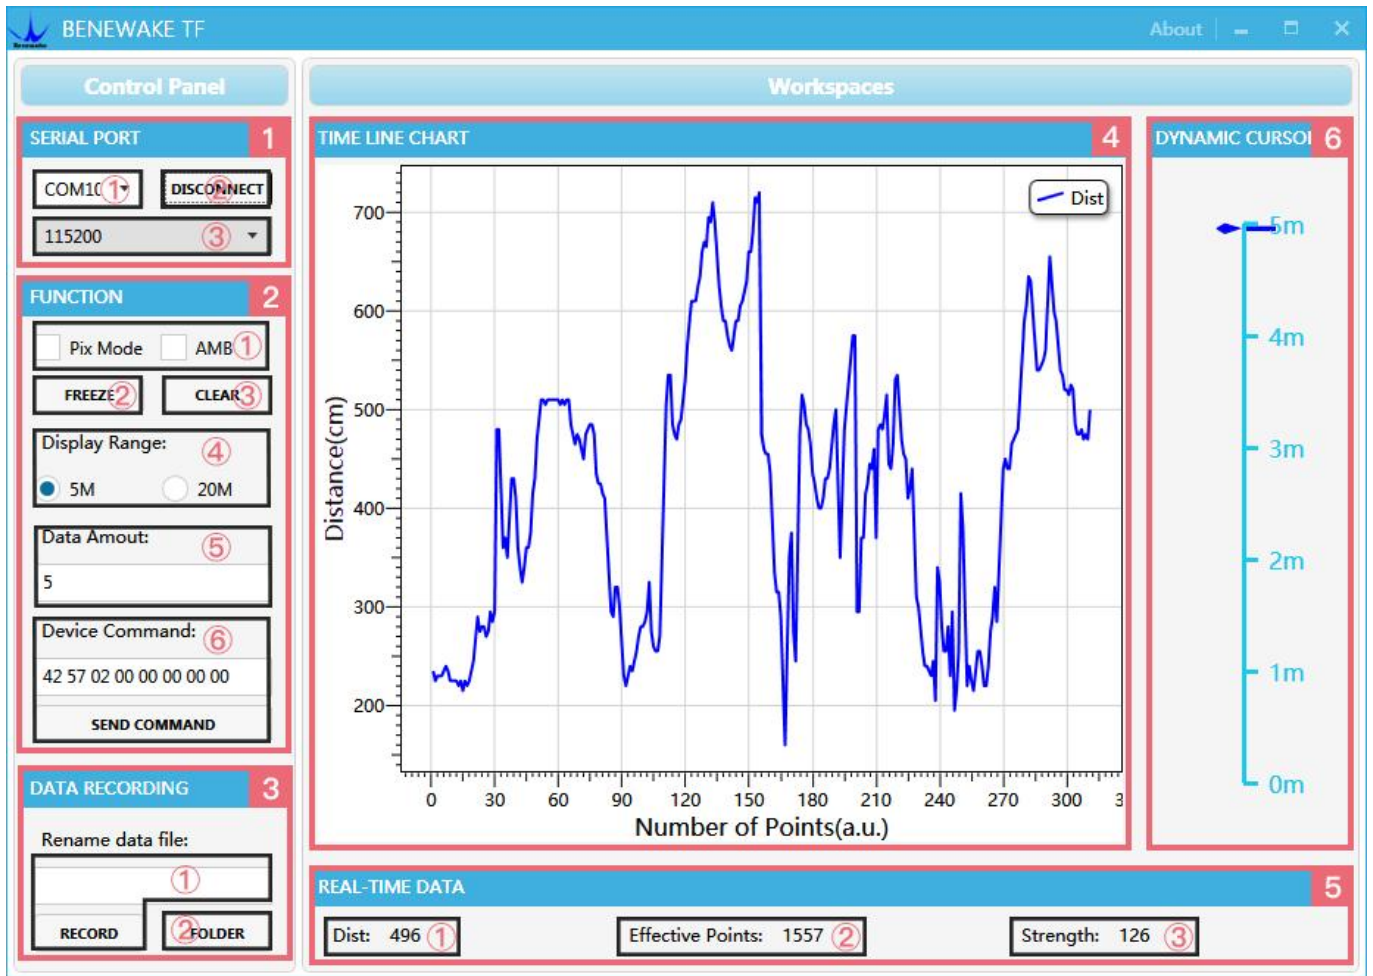 BENEWAKE TF
About
Benewake
Control Panel
Workspaces
SERIAL PORT 1
COM10 ①
DISCONNECT ②
115200 ③
FUNCTION 2
Pix Mode AMB ①
FREEZE ②
CLEAR ③
Display Range: ④
5M 20M
Data Amout: ⑤
5
Device Command: ⑥
42 57 02 00 00 00 00 00
SEND COMMAND
DATA RECORDING 3
Rename data file:
①
RECORD
② FOLDER
TIME LINE CHART 4
Dist
Distance(cm)
700
600
500
400
300
200
0 30 60 90 120 150 180 210 240 270 300 3
Number of Points(a.u.)
REAL-TIME DATA 5
Dist: 496 ①
Effective Points: 1557 ②
Strength: 126 ③
DYNAMIC CURSOI 6
5m
4m
3m
2m
1m
0m